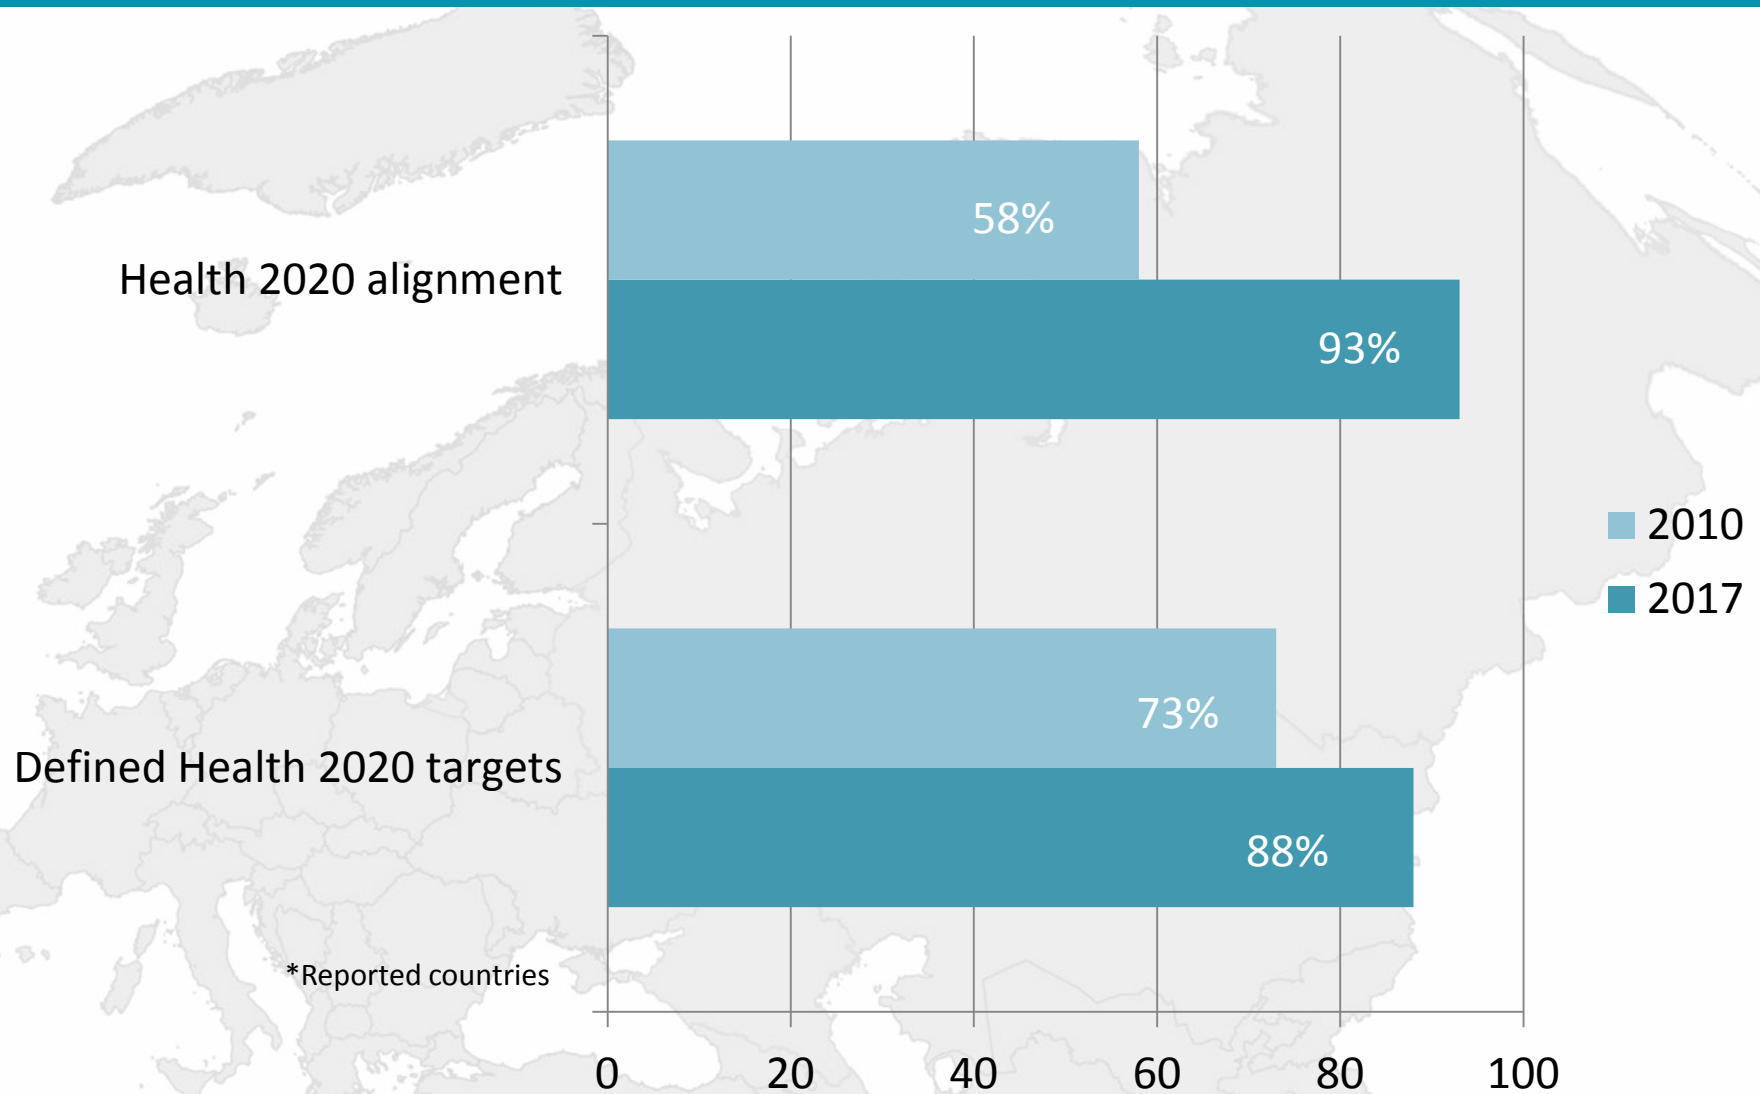 58%
Health 2020 alignment
93%
2010
2017
73%
Defined Health 2020 targets
88%
*Reported countries
0 20 40 60 80 100